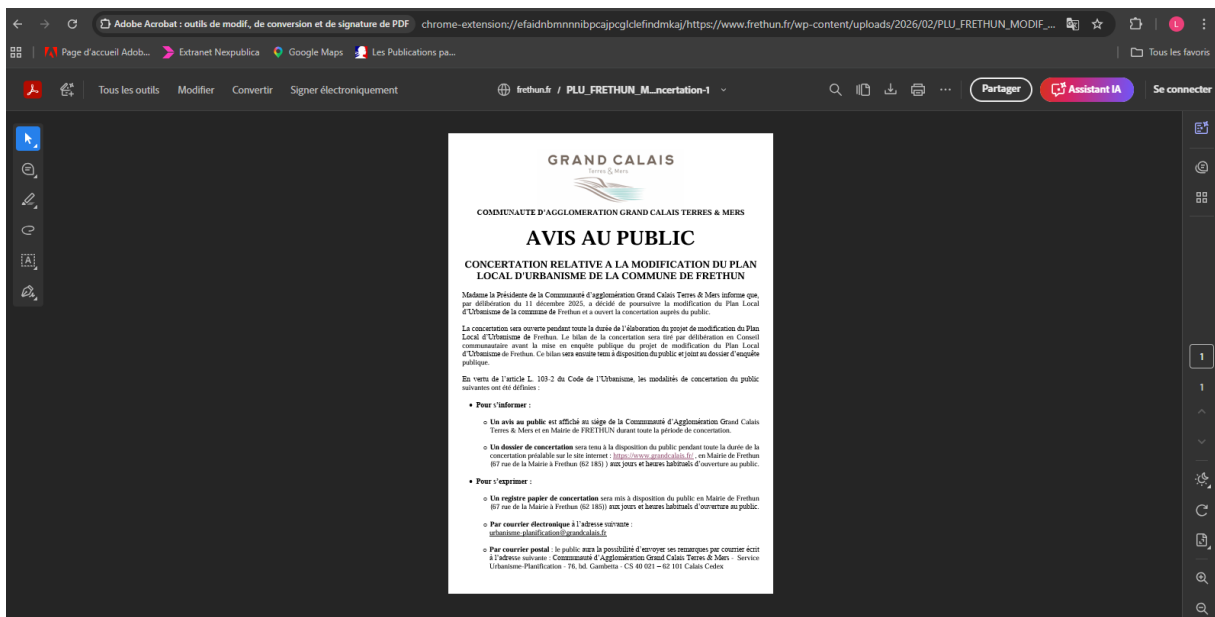 Adobe Acrobat : outils de modif., de conversion et de signature de PDF chrome-extension://efaidnbmnnnibpcajpcglclefindmkaj/https://www.frethun.fr/wp-content/uploads/2026/02/PLU_FRETHUN_MODIF_... L
Page d'accueil Adob... Extranet Nexpublica Google Maps Les Publications pa... Tous les favoris
Tous les outils Modifier Convertir Signer électroniquement frethun.fr / PLU_FRETHUN_M...ncertation-1 Partager Assistant IA Se connecter
GRAND CALAIS
Terres & Mers
COMMUNAUTE D'AGGLOMERATION GRAND CALAIS TERRES & MERS
AVIS AU PUBLIC
CONCERTATION RELATIVE A LA MODIFICATION DU PLAN
LOCAL D'URBANISME DE LA COMMUNE DE FRETHUN
Madame la Présidente de la Communauté d'agglomération Grand Calais Terres & Mers informe que,
par délibération du 11 décembre 2025, a décidé de poursuivre la modification du Plan Local
d'Urbanisme de la commune de Frethun et a ouvert la concertation auprès du public.
La concertation sera ouverte pendant toute la durée de l'élaboration du projet de modification du Plan
Local d'Urbanisme de Frethun. Le bilan de la concertation sera tiré par délibération en Conseil
communautaire avant la mise en enquête publique du projet de modification du Plan Local
d'Urbanisme de Frethun. Ce bilan sera ensuite tenu à disposition du public et joint au dossier d'enquête
publique.
En vertu de l'article L. 103-2 du Code de l'Urbanisme, les modalités de concertation du public
suivantes ont été définies :
• Pour s'informer :
o Un avis au public est affiché au siège de la Communauté d'Agglomération Grand Calais
Terres & Mers et en Mairie de FRETHUN durant toute la période de concertation.
o Un dossier de concertation sera tenu à la disposition du public pendant toute la durée de la
concertation préalable sur le site internet : https://www.grandcalais.fr/ , en Mairie de Frethun
(67 rue de la Mairie à Frethun (62 185) ) aux jours et heures habituels d'ouverture au public.
• Pour s'exprimer :
o Un registre papier de concertation sera mis à disposition du public en Mairie de Frethun
(67 rue de la Mairie à Frethun (62 185)) aux jours et heures habituels d'ouverture au public.
o Par courrier électronique à l'adresse suivante :
urbanisme-planification@grandcalais.fr
o Par courrier postal : le public aura la possibilité d'envoyer ses remarques par courrier écrit
à l'adresse suivante : Communauté d'Agglomération Grand Calais Terres & Mers - Service
Urbanisme-Planification - 76, bd. Gambetta - CS 40 021 – 62 101 Calais Cedex
1
1